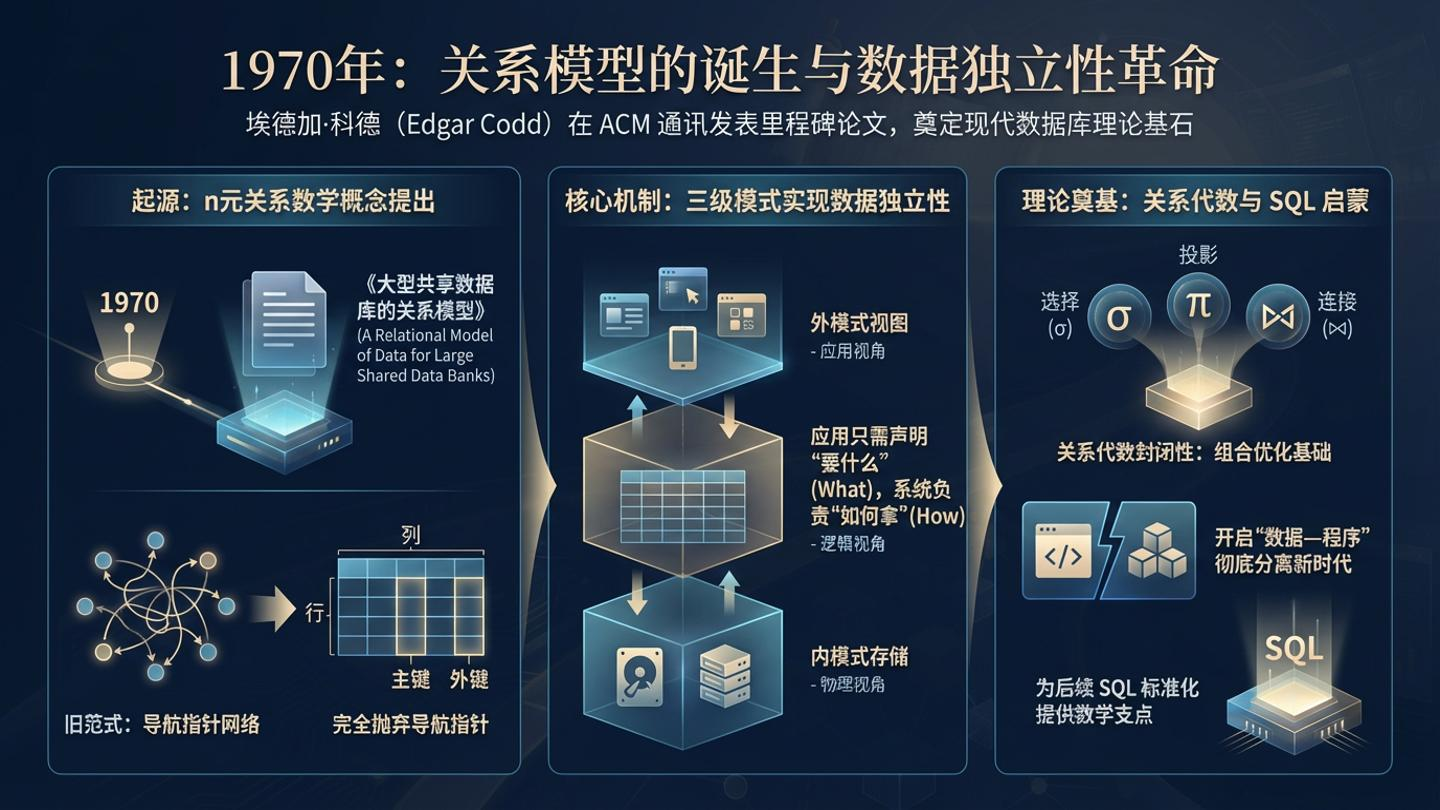 1970年：关系模型的诞生与数据独立性革命
埃德加·科德（Edgar Codd）在 ACM 通讯发表里程碑论文，奠定现代数据库理论基石
起源：n元关系数学概念提出
1970
《大型共享数据
库的关系模型》
(A Relational Model
of Data for Large
Shared Data Banks)
列
行
主键
外键
旧范式：导航指针网络
完全抛弃导航指针
核心机制：三级模式实现数据独立性
外模式视图
- 应用视角
应用只需声明
“要什么”
(What)，系统负
责“如何拿”(How)
- 逻辑视角
内模式存储
- 物理视角
理论奠基：关系代数与 SQL 启蒙
投影
选择
(σ)
σ
π
⋈
连接
(⋈)
关系代数封闭性：组合优化基础
</>
开启“数据—程序”
彻底分离新时代
SQL
为后续 SQL 标准化
提供数学支点